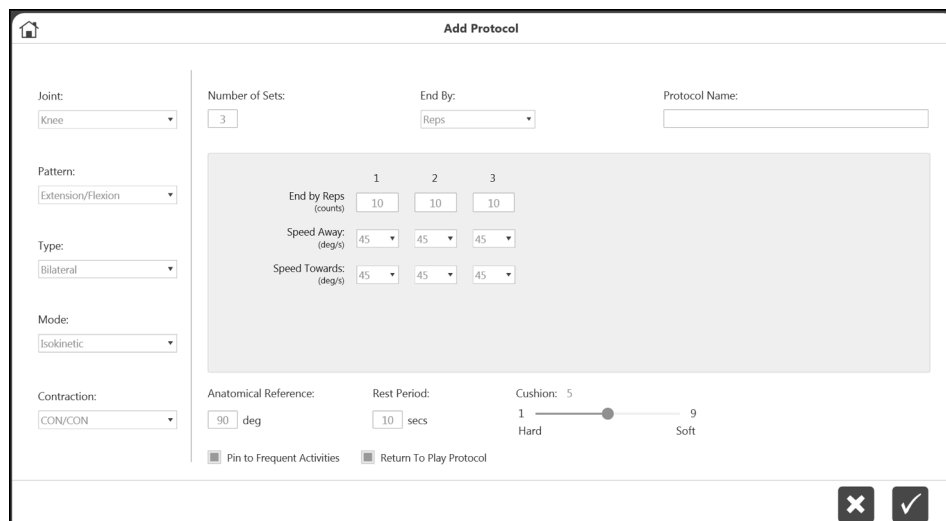 Add Protocol
Joint:
Knee
Pattern:
Extension/Flexion
Type:
Bilateral
Mode:
Isokinetic
Contraction:
CON/CON
Number of Sets:
3
End By:
Reps
Protocol Name:
1 2 3
End by Reps 10 10 10
(counts)
Speed Away: 45 45 45
(deg/s)
Speed Towards: 45 45 45
(deg/s)
Anatomical Reference:
90 deg
Rest Period:
10 secs
Cushion: 5
1 9
Hard Soft
Pin to Frequent Activities
Return To Play Protocol